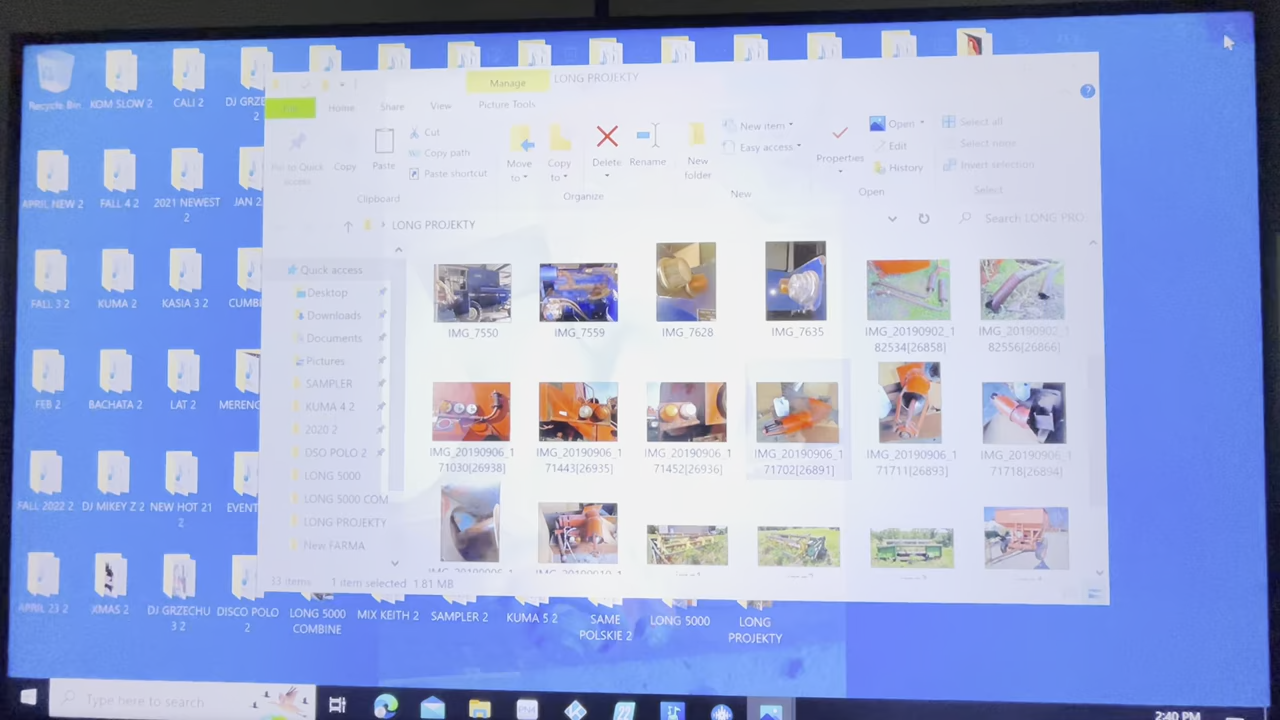 Recycle Bin
KOM SLOW 2
CALI 2
2
APRIL NEW 2
FALL 4 2
2021 NEWEST
2
FALL 3 2
KUMA 2
KASIA 3 2
FEB 2
BACHATA 2
LAT 2
FALL 2022 2
DJ MIKEY Z 2
NEW HOT 21
2
APRIL 23 2
XMAS 2
DJ GRZECHU
3 2
DISCO POLO
2
LONG 5000
COMBINE
MIX KEITH 2
SAMPLER 2
KUMA 5 2
SAME
POLSKIE 2
LONG 5000
LONG
PROJEKTY
Manage
LONG PROJEKTY
Home
Share
View
Picture Tools
Copy
Paste
Cut
Copy path
Paste shortcut
Clipboard
Move
to
Copy
to
Delete
Rename
Organize
New
folder
New item
Easy access
New
Properties
Open
Edit
History
Open
Select all
Invert selection
Select
LONG PROJEKTY
Search LONG PRO
Quick access
Desktop
Downloads
Documents
Pictures
SAMPLER
KUMA 4 2
2020 2
DSO POLO 2
LONG 5000
LONG 5000 COM
LONG PROJEKTY
New FARMA
IMG_7550
IMG_7559
IMG_7628
IMG_7635
IMG_20190902_1
82534[26858]
IMG_20190902_1
82556[26866]
IMG_20190906_1
71030[26938]
IMG_20190906_1
71443[26935]
IMG_20190906_1
71452[26936]
IMG_20190906_1
71702[26891]
IMG_20190906_1
71711[26893]
IMG_20190906_1
71718[26894]
33 items
1 item selected
1.81 MB
Type here to search
2:40 PM